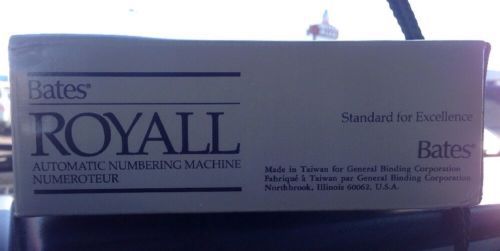 Bates®
ROYALL
AUTOMATIC NUMBERING MACHINE
NUMEROTEUR
Standard for Excellence
Bates®
Made in Taiwan for General Binding Corporation
Fabriqué à Taiwan par General Binding Corporation
Northbrook, Illinois 60062, U.S.A.